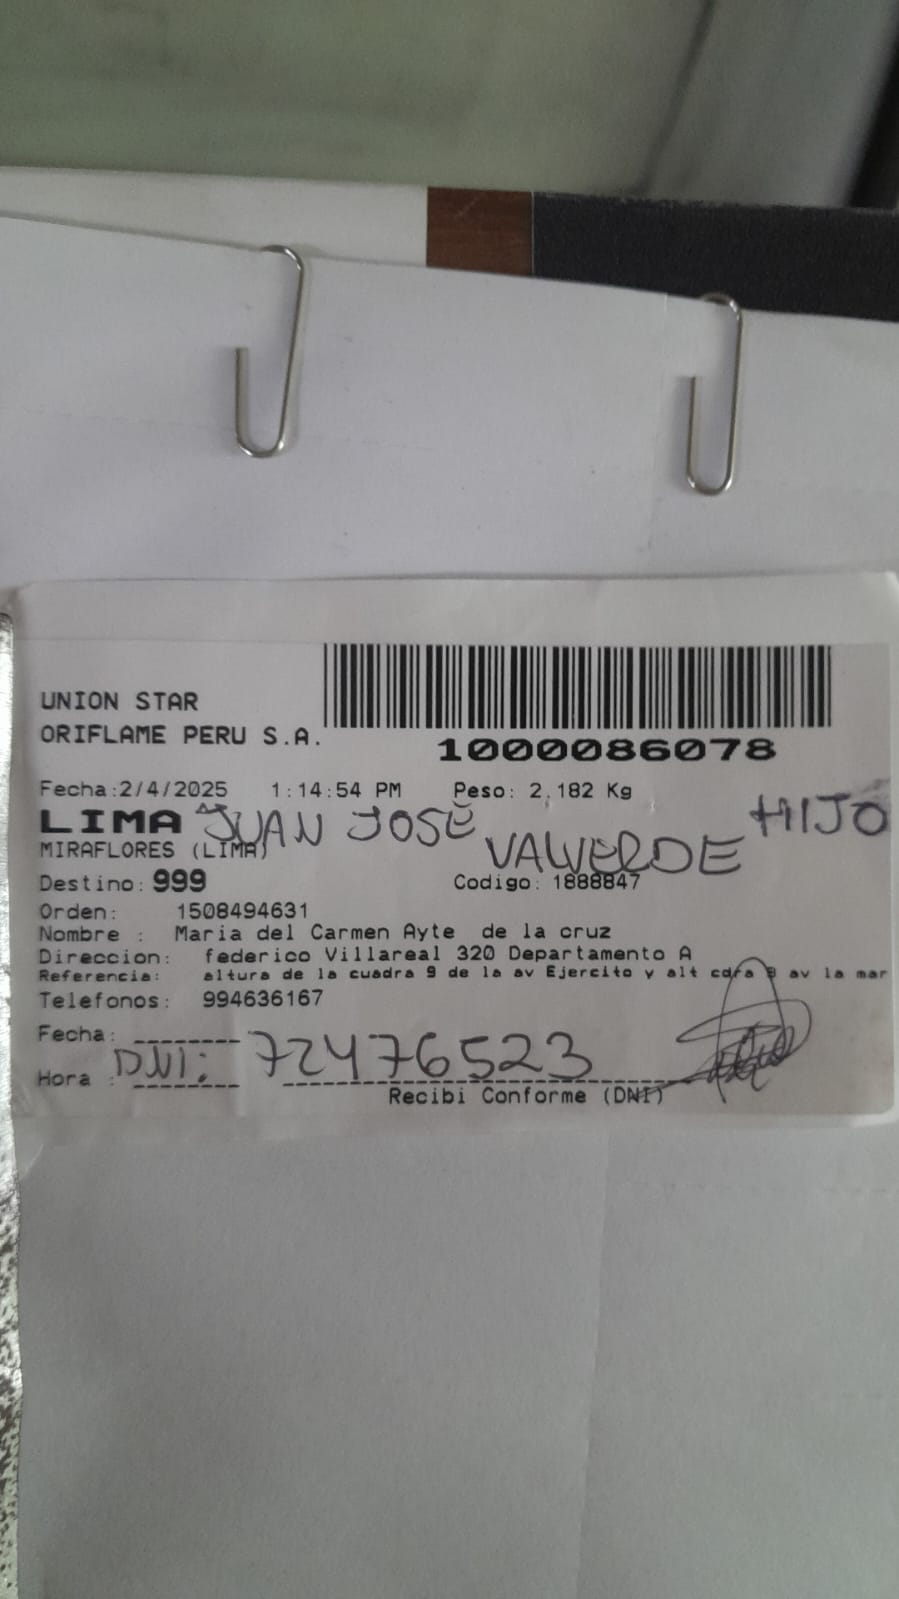 UNION STAR
ORIFLAME PERU S.A.
1000086078
Fecha:2/4/2025 1:14:54 PM Peso: 2,182 Kg
LIMA JUAN JOSÉ VALVERDE HIJO
MIRAFLORES (LIMA)
Destino: 999 Codigo: 1888847
Orden: 1508494631
Nombre : Maria del Carmen Ayte de la cruz
Direccion: federico Villareal 320 Departamento A
Referencia: altura de la cuadra 9 de la av Ejercito y alt cdra 8 av la mar
Telefonos: 994636167
Fecha:
DNI: 72476523
Hora :
Recibi Conforme (DNI)